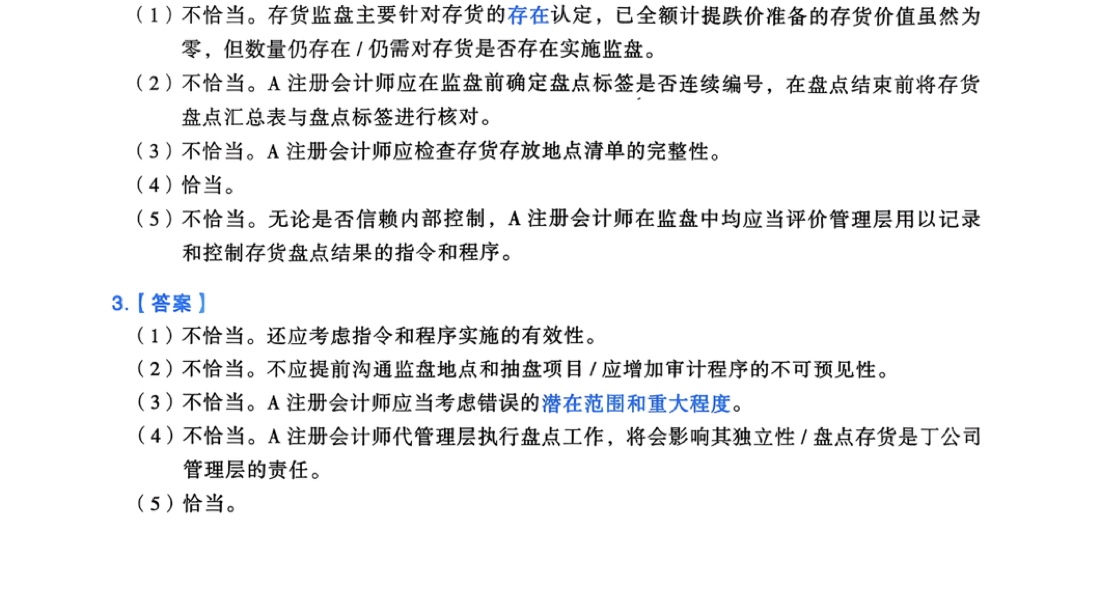 （1）不恰当。存货监盘主要针对存货的存在认定，已全额计提跌价准备的存货价值虽然为
零，但数量仍存在 / 仍需对存货是否存在实施监盘。
（2）不恰当。A 注册会计师应在监盘前确定盘点标签是否连续编号，在盘点结束前将存货
盘点汇总表与盘点标签进行核对。
（3）不恰当。A 注册会计师应检查存货存放地点清单的完整性。
（4）恰当。
（5）不恰当。无论是否信赖内部控制，A 注册会计师在监盘中均应当评价管理层用以记录
和控制存货盘点结果的指令和程序。
3.【答案】
（1）不恰当。还应考虑指令和程序实施的有效性。
（2）不恰当。不应提前沟通监盘地点和抽盘项目 / 应增加审计程序的不可预见性。
（3）不恰当。A 注册会计师应当考虑错误的潜在范围和重大程度。
（4）不恰当。A 注册会计师代管理层执行盘点工作，将会影响其独立性 / 盘点存货是丁公司
管理层的责任。
（5）恰当。